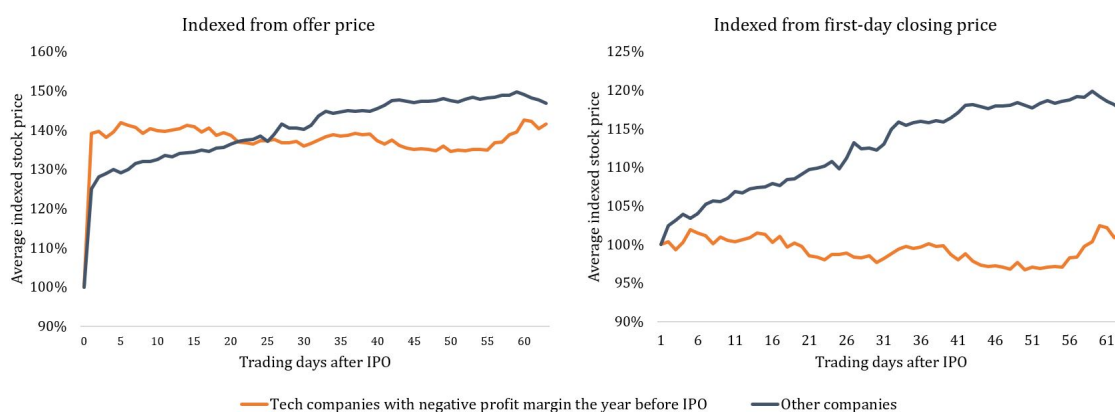 Indexed from offer price
Average indexed stock price
160%
150%
140%
130%
120%
110%
100%
90%
0 5 10 15 20 25 30 35 40 45 50 55 60
Trading days after IPO
Indexed from first-day closing price
Average indexed stock price
125%
120%
115%
110%
105%
100%
95%
90%
1 6 11 16 21 26 31 36 41 46 51 56 61
Trading days after IPO
Tech companies with negative profit margin the year before IPO
Other companies